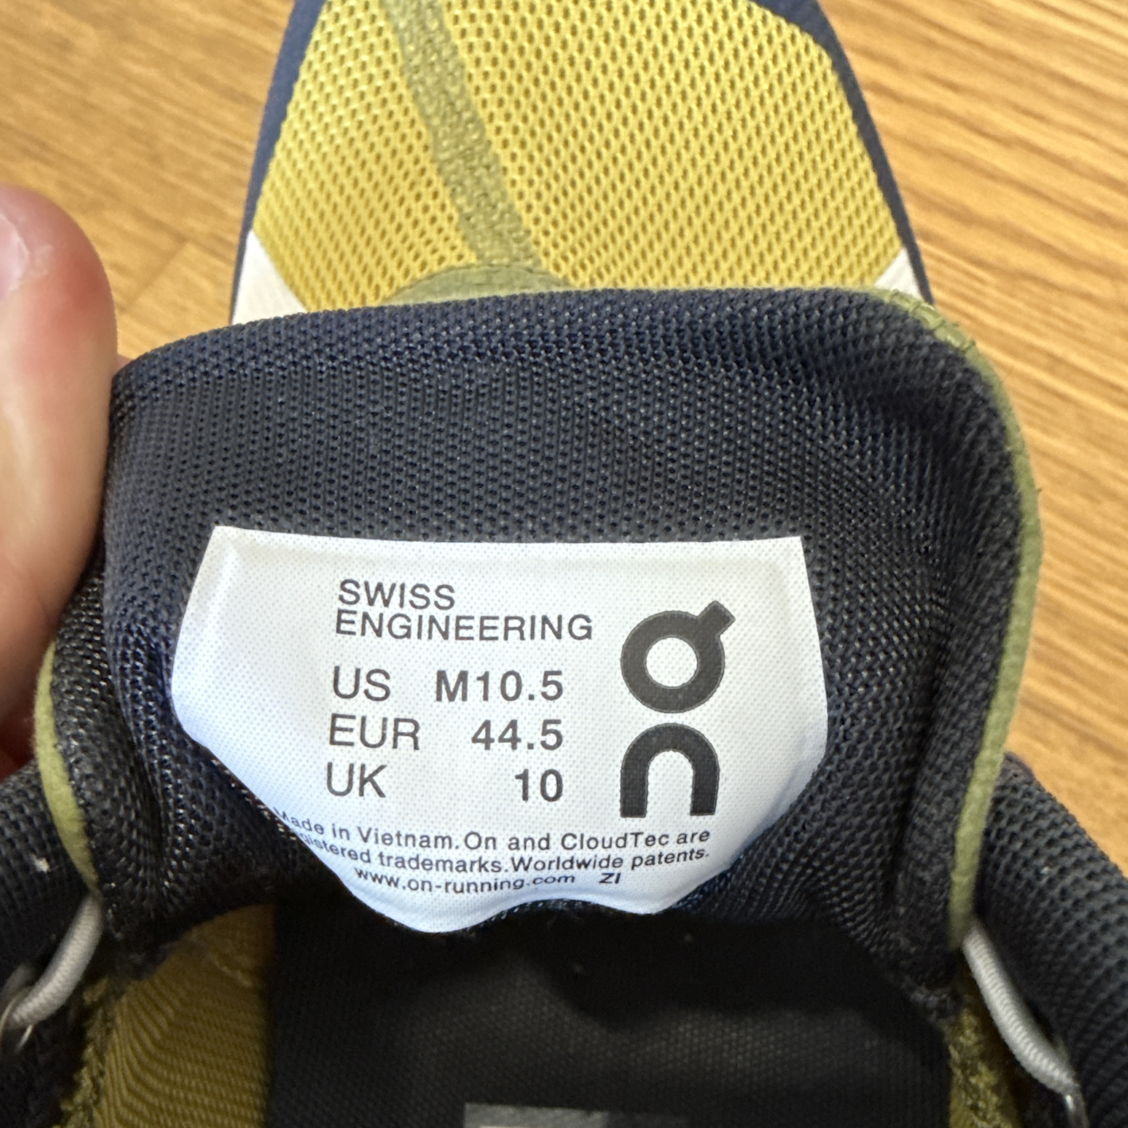 SWISS
ENGINEERING
US M10.5
EUR 44.5
UK 10
On
Made in Vietnam. On and CloudTec are
trademarks. Worldwide patents.
www.on-running.com ZI